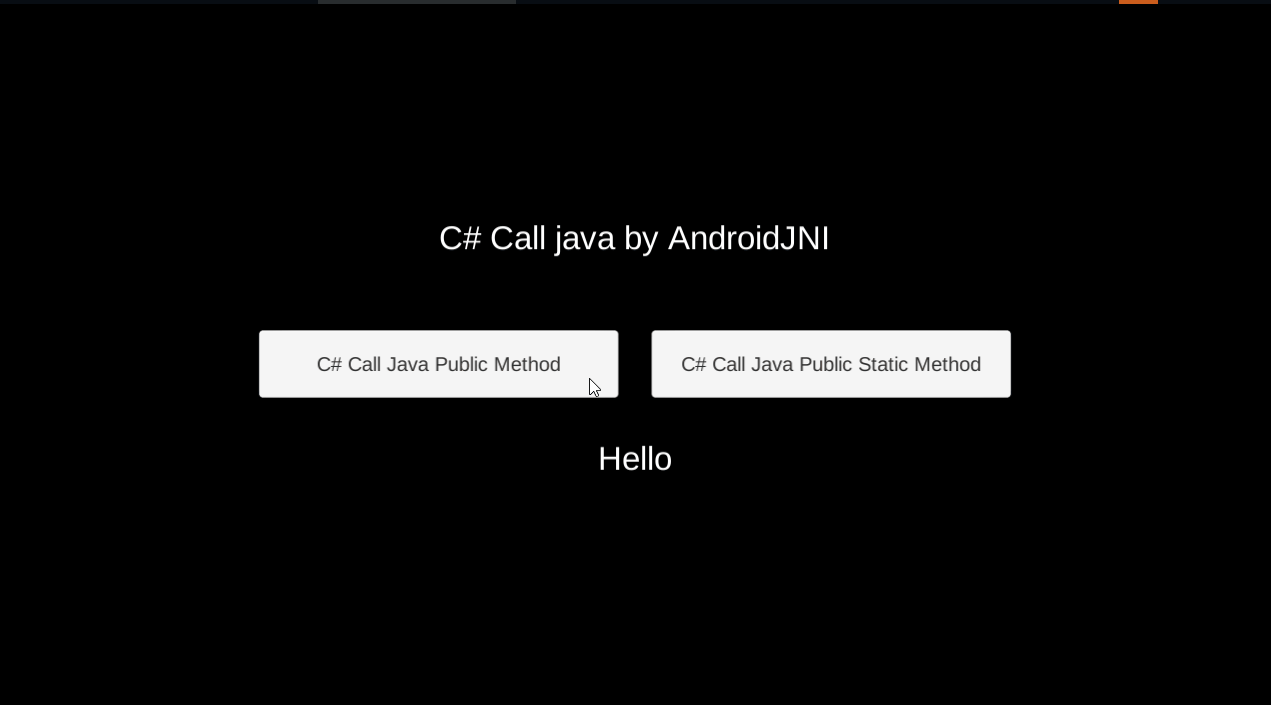 C# Call java by AndroidJNI
C# Call Java Public Method
C# Call Java Public Static Method
Hello